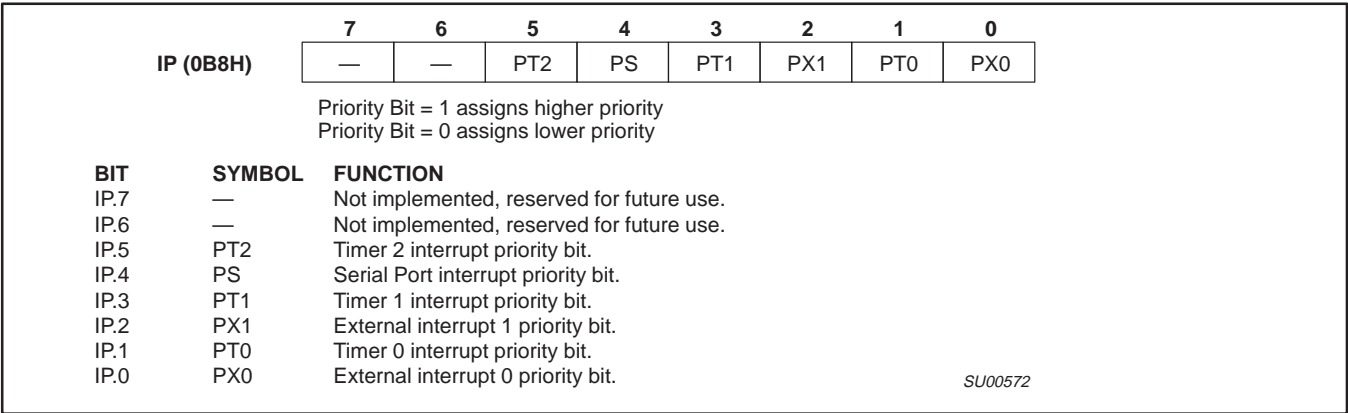 7 6 5 4 3 2 1 0
IP (0B8H) — — PT2 PS PT1 PX1 PT0 PX0
Priority Bit = 1 assigns higher priority
Priority Bit = 0 assigns lower priority
BIT SYMBOL FUNCTION
IP.7 — Not implemented, reserved for future use.
IP.6 — Not implemented, reserved for future use.
IP.5 PT2 Timer 2 interrupt priority bit.
IP.4 PS Serial Port interrupt priority bit.
IP.3 PT1 Timer 1 interrupt priority bit.
IP.2 PX1 External interrupt 1 priority bit.
IP.1 PT0 Timer 0 interrupt priority bit.
IP.0 PX0 External interrupt 0 priority bit.
SU00572